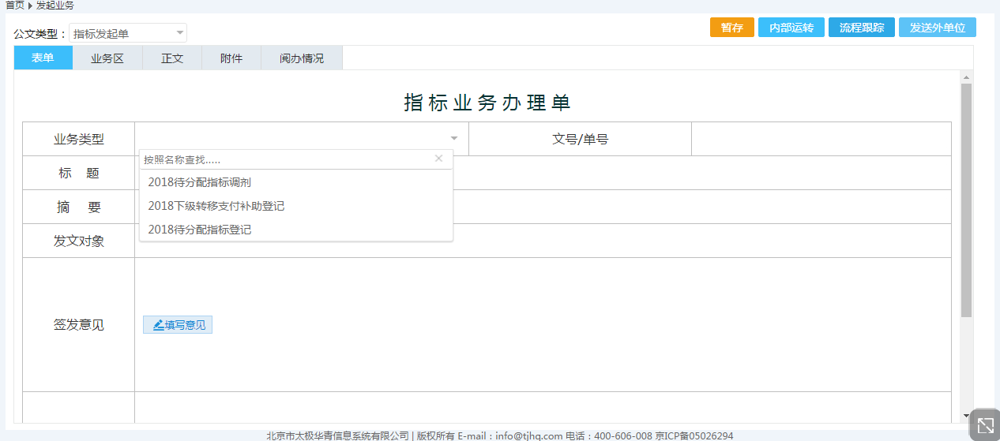 首页 发起业务
公文类型： 指标发起单
暂存 内部运转 流程跟踪 发送外单位
表单 业务区 正文 附件 阅办情况
指标业务办理单
业务类型 文号/单号
按照名称查找.....
标 题
2018待分配指标调剂
2018下级转移支付补助登记
摘 要
2018待分配指标登记
发文对象
签发意见 填写意见
北京市太极华青信息系统有限公司 | 版权所有 E-mail：info@tjhq.com 电话：400-606-008 京ICP备05026294